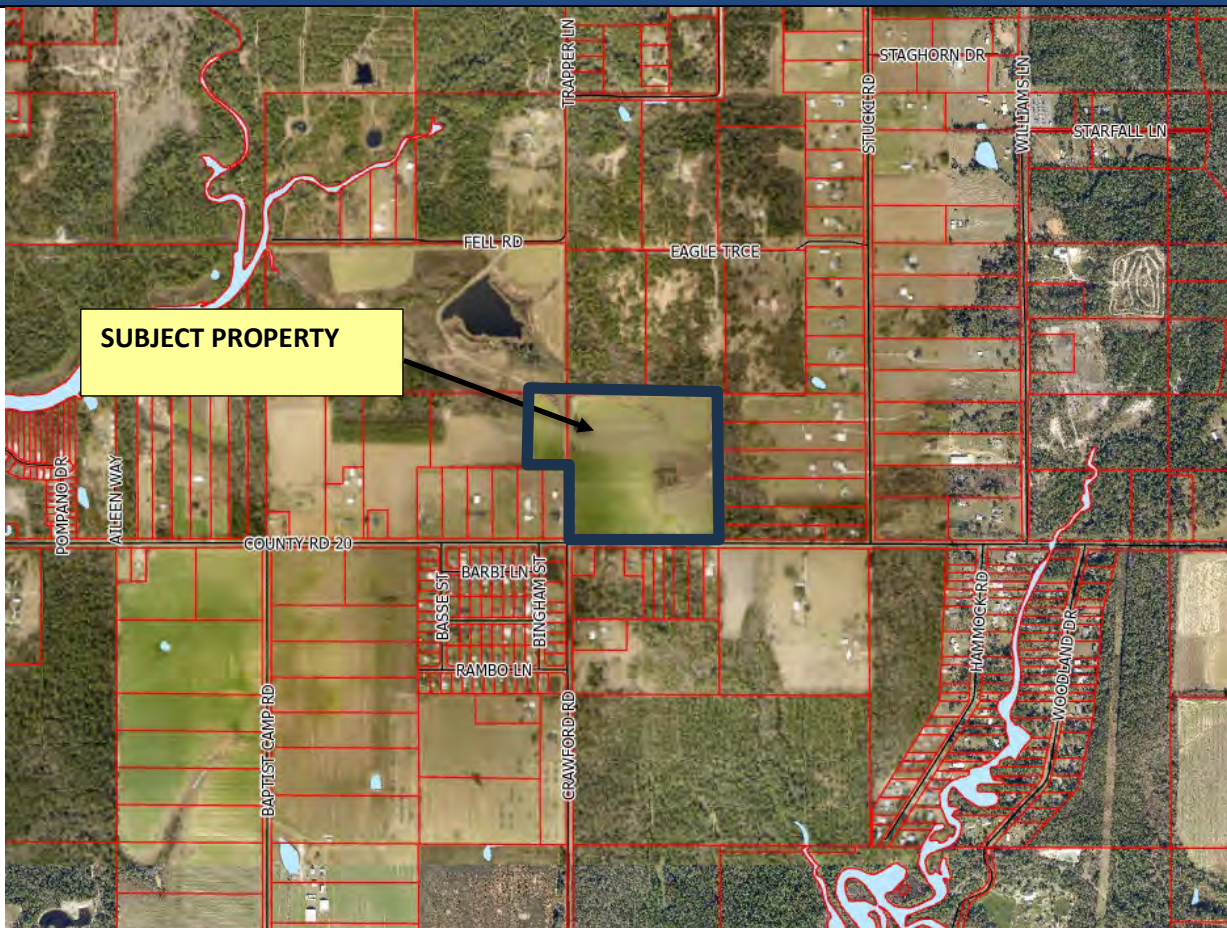 TRAPPER LN
STAGHORN DR
STUCKI RD
WILLIAMS LN
STARFALL LN
FELL RD
EAGLE TRCE
SUBJECT PROPERTY
POMPANO DR
AILEEN WAY
COUNTY RD 20
BARBI LN
BASSE ST
BINGHAM ST
RAMBO LN
HAMMOCK RD
WOODLAND DR
BAPTIST CAMP RD
CRAWFORD RD